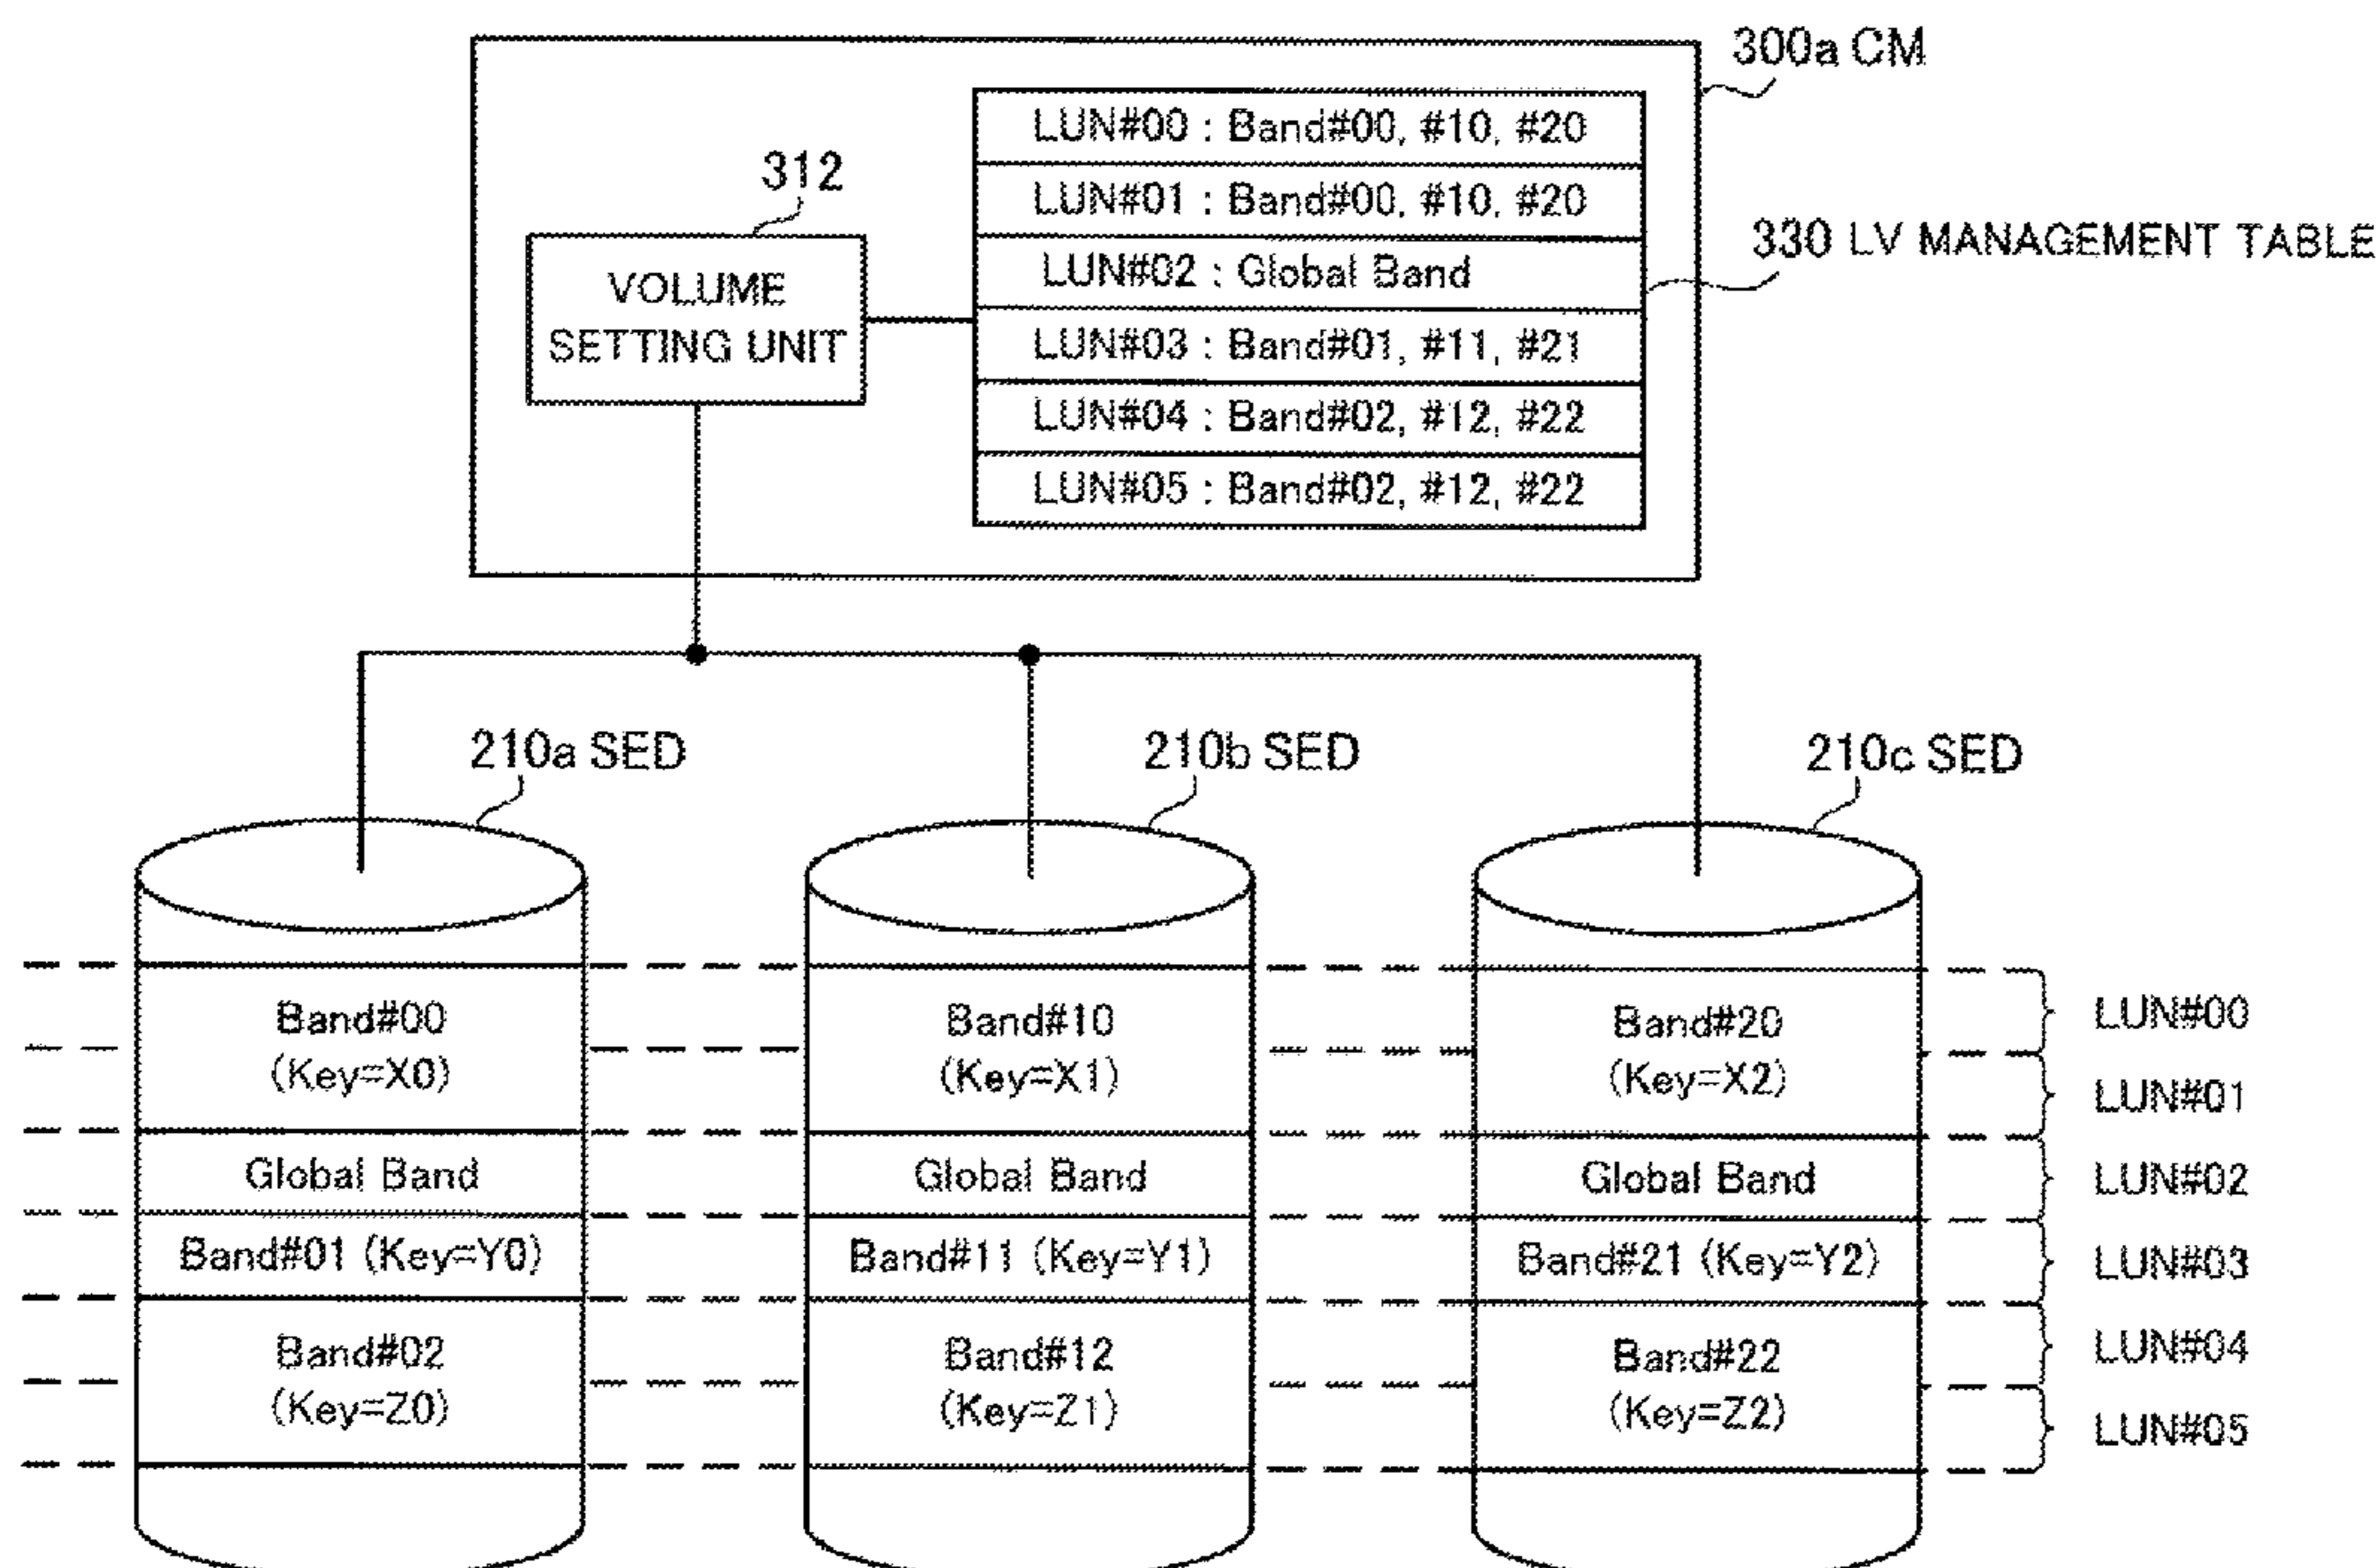 300a CM
LUN#00 : Band#00, #10, #20
312
LUN#01 : Band#00, #10, #20
330 LV MANAGEMENT TABLE
VOLUME
SETTING UNIT
LUN#02 : Global Band
LUN#03 : Band#01, #11, #21
LUN#04 : Band#02, #12, #22
LUN#05 : Band#02, #12, #22
210a SED
210b SED
210c SED
Band#00
(Key=X0)
Band#10
(Key=X1)
Band#20
(Key=X2)
LUN#00
LUN#01
Global Band
Global Band
Global Band
LUN#02
Band#01 (Key=Y0)
Band#11 (Key=Y1)
Band#21 (Key=Y2)
LUN#03
Band#02
(Key=Z0)
Band#12
(Key=Z1)
Band#22
(Key=Z2)
LUN#04
LUN#05